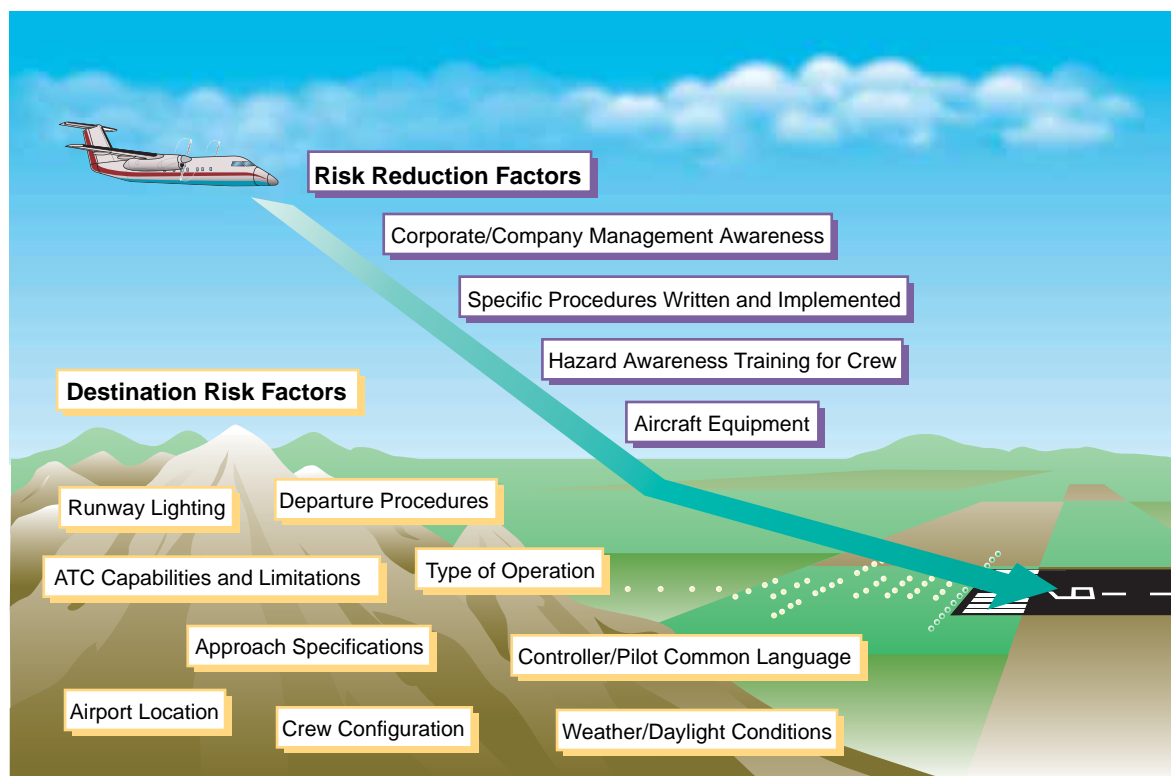 Risk Reduction Factors
Corporate/Company Management Awareness
Specific Procedures Written and Implemented
Hazard Awareness Training for Crew
Aircraft Equipment
Destination Risk Factors
Runway Lighting
Departure Procedures
ATC Capabilities and Limitations
Type of Operation
Approach Specifications
Controller/Pilot Common Language
Airport Location
Crew Configuration
Weather/Daylight Conditions